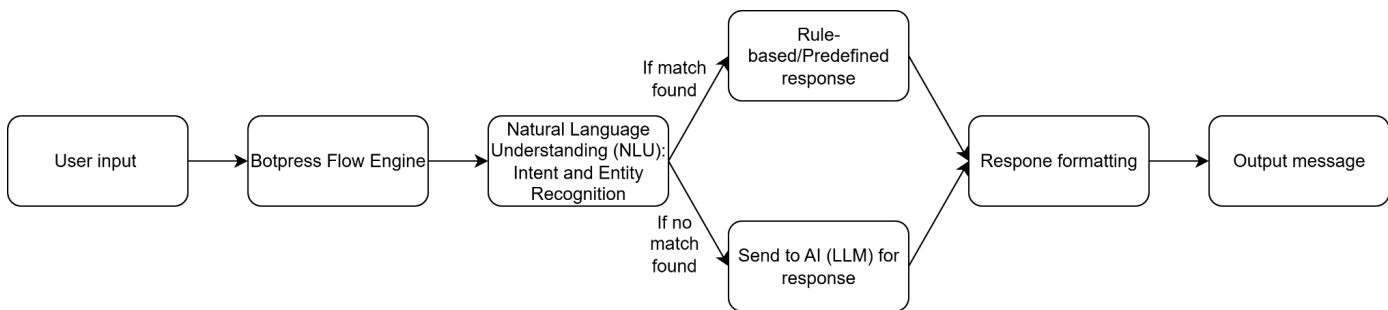 User input
Botpress Flow Engine
Natural Language
Understanding (NLU):
Intent and Entity
Recognition
If match
found
Rule-
based/Predefined
response
If no
match
found
Send to AI (LLM) for
response
Respone formatting
Output message